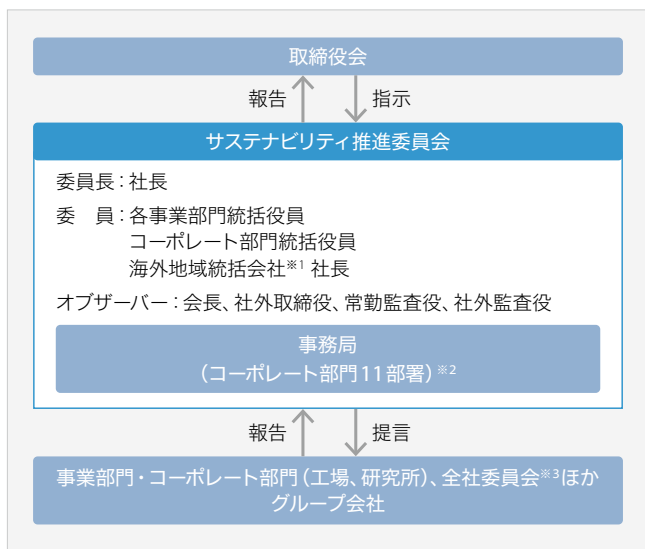 取締役会
報告 指示
サステナビリティ推進委員会
委員長：社長
委　員：各事業部門統括役員
コーポレート部門統括役員
海外地域統括会社※1 社長
オブザーバー：会長、社外取締役、常勤監査役、社外監査役
事務局
（コーポレート部門11部署）※2
報告 提言
事業部門・コーポレート部門（工場、研究所）、全社委員会※3ほか
グループ会社